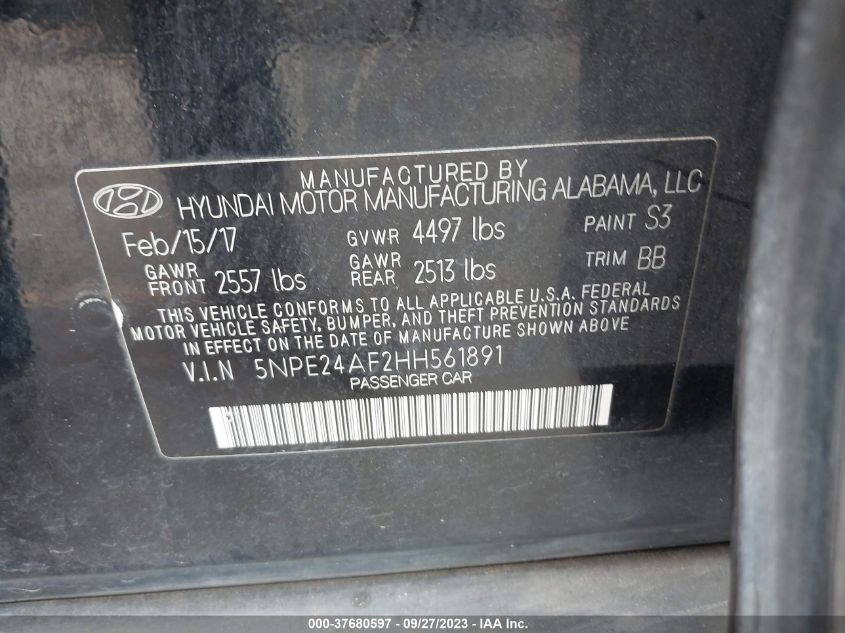 MANUFACTURED BY
HYUNDAI MOTOR MANUFACTURING ALABAMA, LLC
Feb/15/17 GVWR 4497 lbs PAINT S3
GAWR FRONT 2557 lbs GAWR REAR 2513 lbs TRIM BB
THIS VEHICLE CONFORMS TO ALL APPLICABLE U.S.A. FEDERAL
MOTOR VEHICLE SAFETY, BUMPER, AND THEFT PREVENTION STANDARDS
IN EFFECT ON THE DATE OF MANUFACTURE SHOWN ABOVE
V.I.N 5NPE24AF2HH561891
PASSENGER CAR
000-37680597 - 09/27/2023 - IAA Inc.